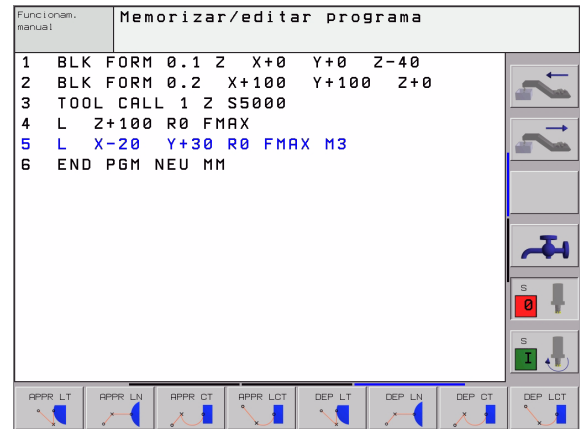 Funcionam.
manual
Memorizar/editar programa
1 BLK FORM 0.1 Z X+0 Y+0 Z-40
2 BLK FORM 0.2 X+100 Y+100 Z+0
3 TOOL CALL 1 Z S5000
4 L Z+100 R0 FMAX
5 L X-20 Y+30 R0 FMAX M3
6 END PGM NEU MM
S
0
S
I
APPR LT
APPR LN
APPR CT
APPR LCT
DEP LT
DEP LN
DEP CT
DEP LCT